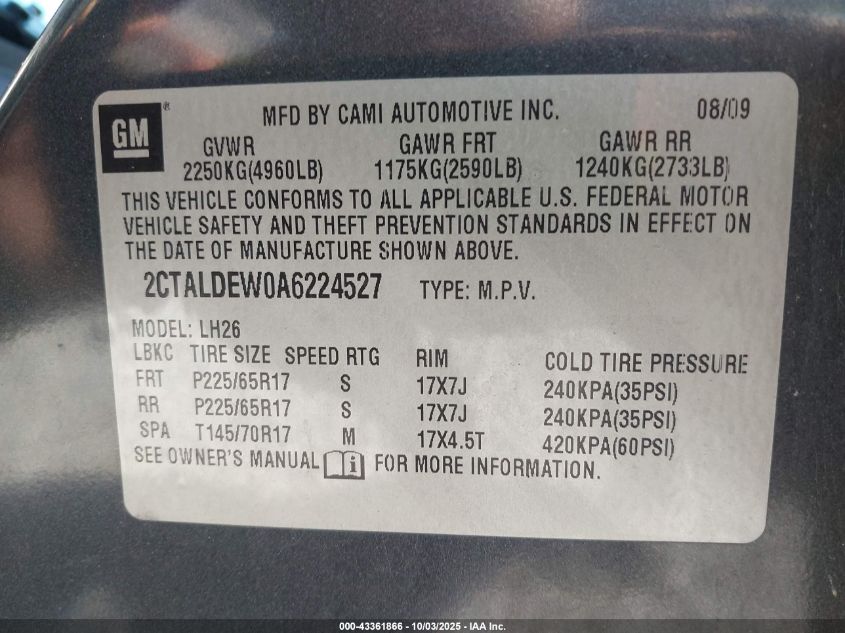 GM ®
MFD BY CAMI AUTOMOTIVE INC. 08/09
GVWR GAWR FRT GAWR RR
2250KG(4960LB) 1175KG(2590LB) 1240KG(2733LB)
THIS VEHICLE CONFORMS TO ALL APPLICABLE U.S. FEDERAL MOTOR
VEHICLE SAFETY AND THEFT PREVENTION STANDARDS IN EFFECT ON
THE DATE OF MANUFACTURE SHOWN ABOVE.
2CTALDEW0A6224527 TYPE: M.P.V.
MODEL: LH26
LBKC TIRE SIZE SPEED RTG RIM COLD TIRE PRESSURE
FRT P225/65R17 S 17X7J 240KPA(35PSI)
RR P225/65R17 S 17X7J 240KPA(35PSI)
SPA T145/70R17 M 17X4.5T 420KPA(60PSI)
SEE OWNER'S MANUAL i FOR MORE INFORMATION.
000-43361866 - 10/03/2025 - IAA Inc.